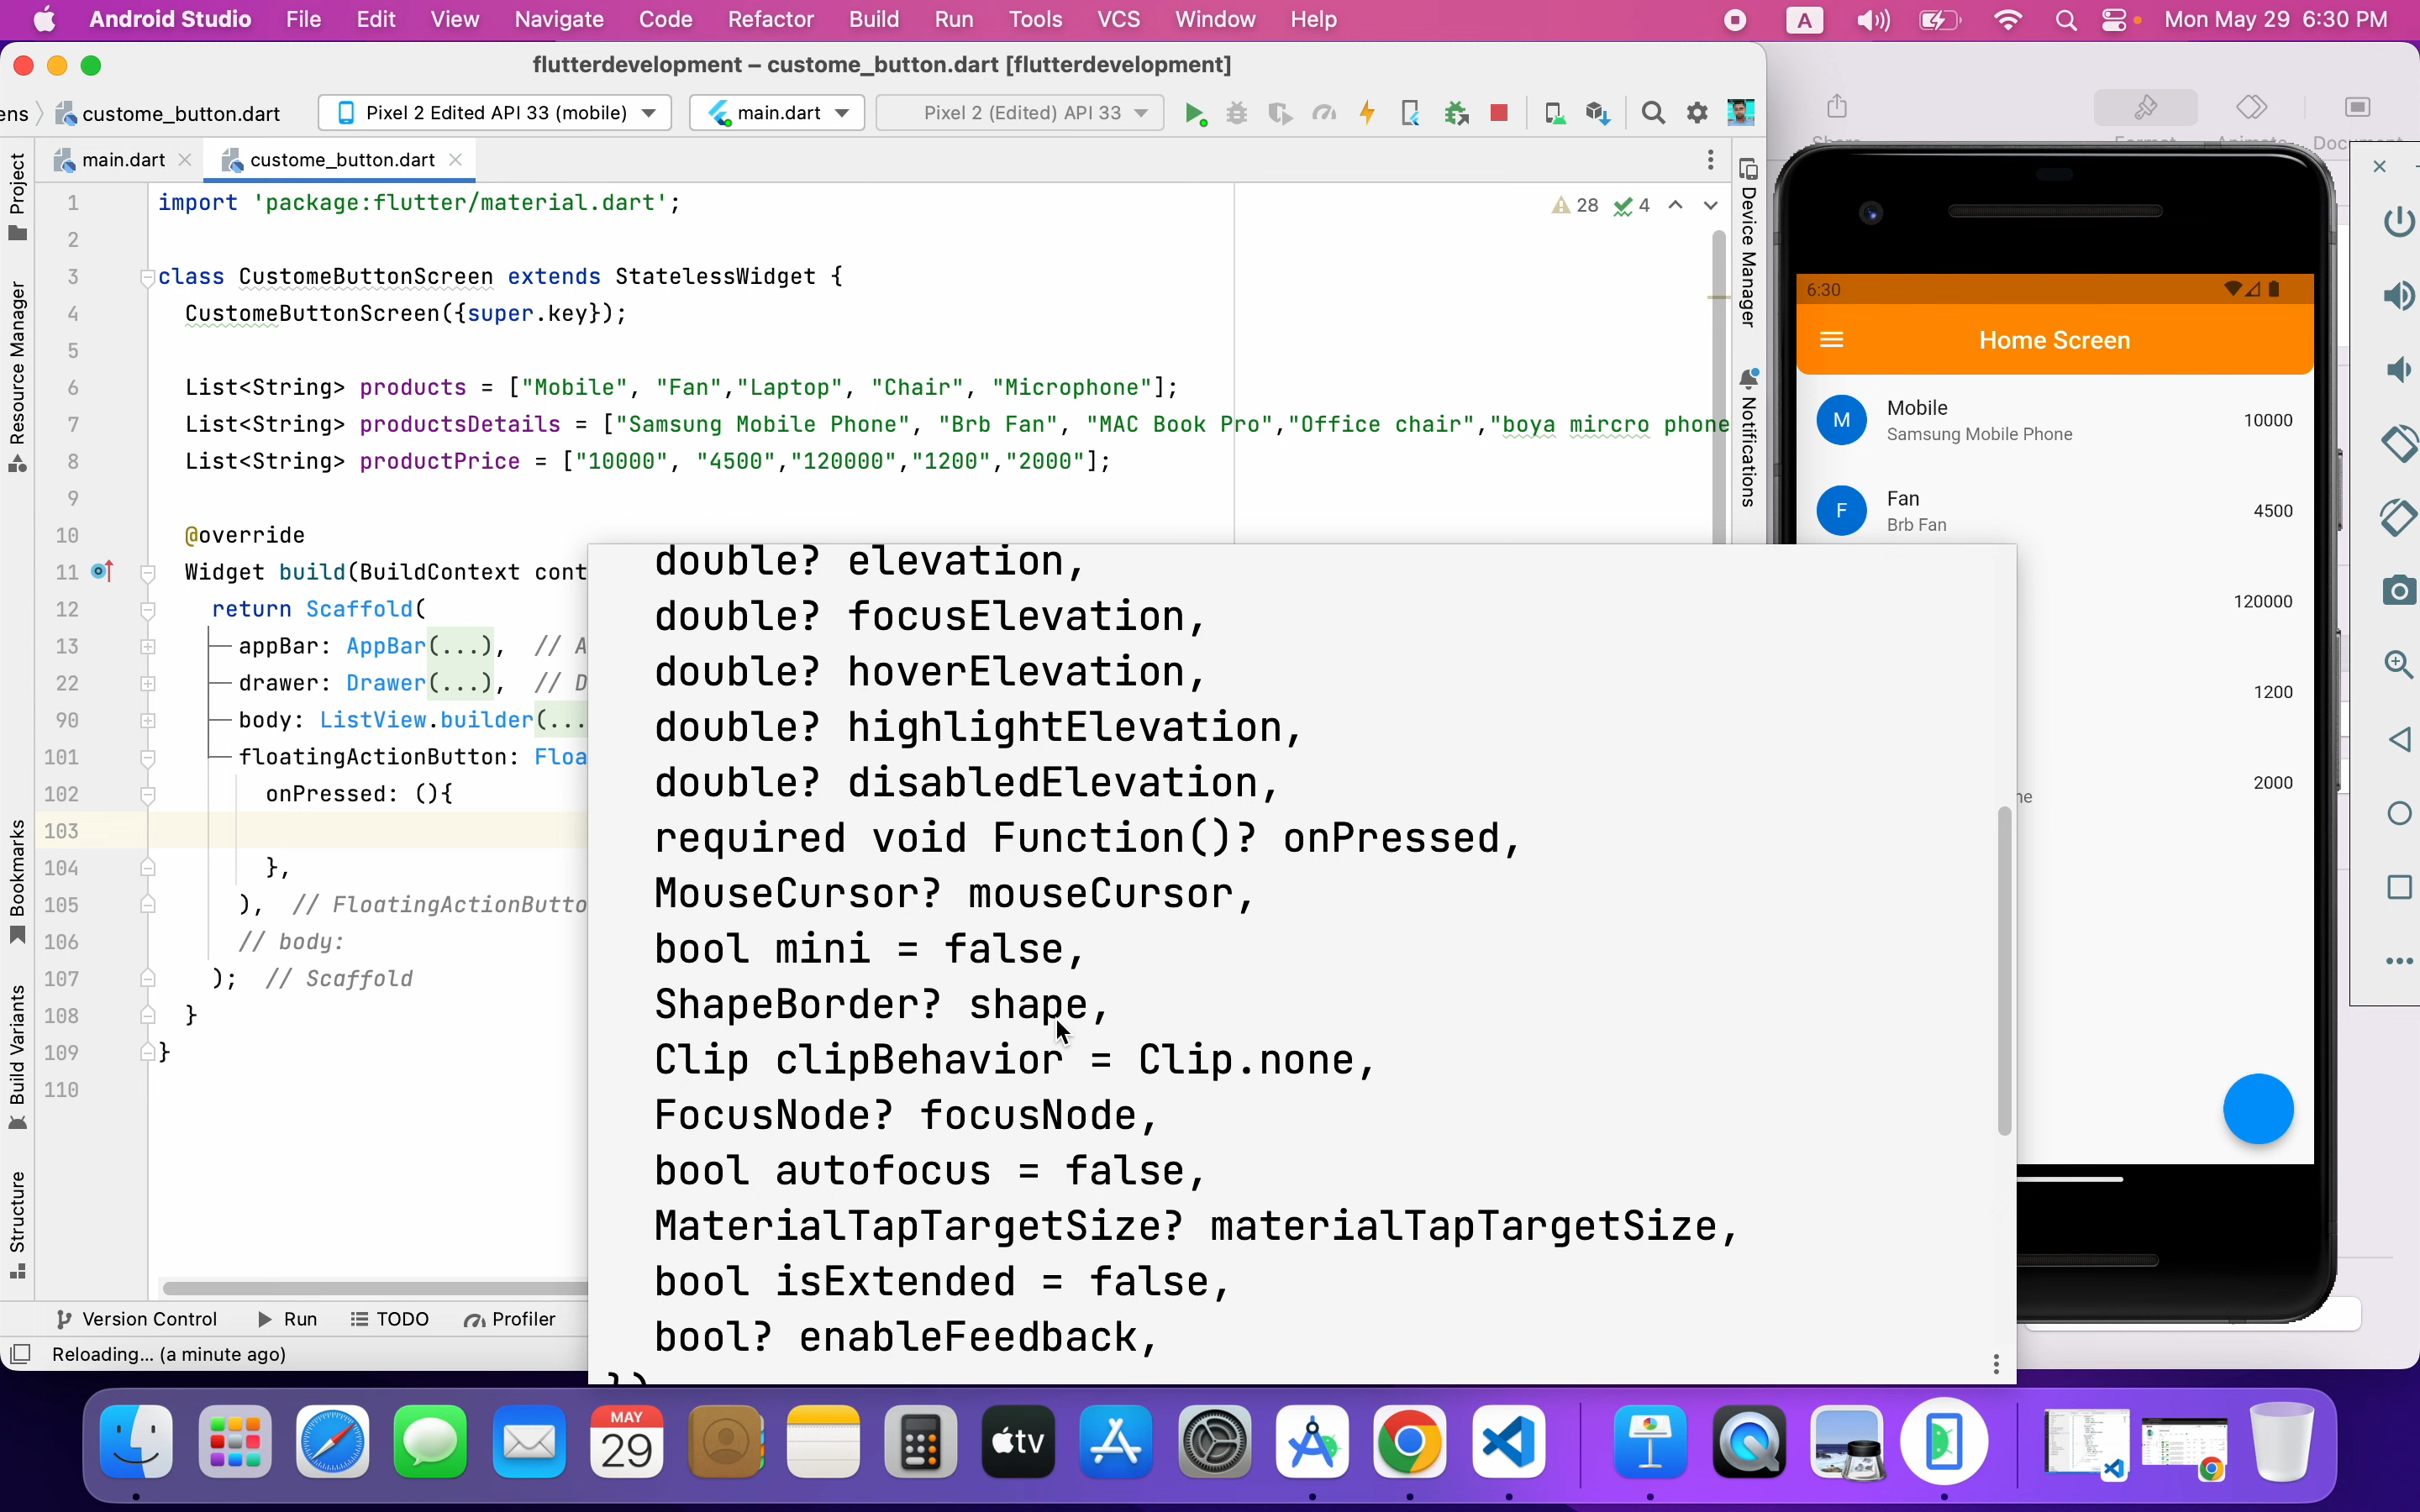 Android Studio File Edit View Navigate Code Refactor Build Run Tools VCS Window Help A Mon May 29 6:30 PM
flutterdevelopment – custome_button.dart [flutterdevelopment]
ens custome_button.dart Pixel 2 Edited API 33 (mobile) main.dart Pixel 2 (Edited) API 33
Share Format Animate Document
main.dart custome_button.dart
Project
Resource Manager
Bookmarks
Build Variants
Structure
Device Manager
Notifications
28 4
1 import 'package:flutter/material.dart';
2
3 class CustomeButtonScreen extends StatelessWidget {
4 CustomeButtonScreen({super.key});
5
6 List<String> products = ["Mobile", "Fan","Laptop", "Chair", "Microphone"];
7 List<String> productsDetails = ["Samsung Mobile Phone", "Brb Fan", "MAC Book Pro","Office chair","boya mircro phone
8 List<String> productPrice = ["10000", "4500","120000","1200","2000"];
9
10 @override
11 Widget build(BuildContext cont
12 return Scaffold(
13 appBar: AppBar(...), // A
22 drawer: Drawer(...), // D
90 body: ListView.builder(...
101 floatingActionButton: Floa
102 onPressed: (){
103
104 },
105 ), // FloatingActionButto
106 // body:
107 ); // Scaffold
108 }
109 }
110
double? elevation,
double? focusElevation,
double? hoverElevation,
double? highlightElevation,
double? disabledElevation,
required void Function()? onPressed,
MouseCursor? mouseCursor,
bool mini = false,
ShapeBorder? shape,
Clip clipBehavior = Clip.none,
FocusNode? focusNode,
bool autofocus = false,
MaterialTapTargetSize? materialTapTargetSize,
bool isExtended = false,
bool? enableFeedback,
})
6:30
Home Screen
M Mobile 10000
Samsung Mobile Phone
F Fan 4500
Brb Fan
120000
1200
2000
ne
Version Control Run TODO Profiler
Reloading... (a minute ago)
MAY
29
tv